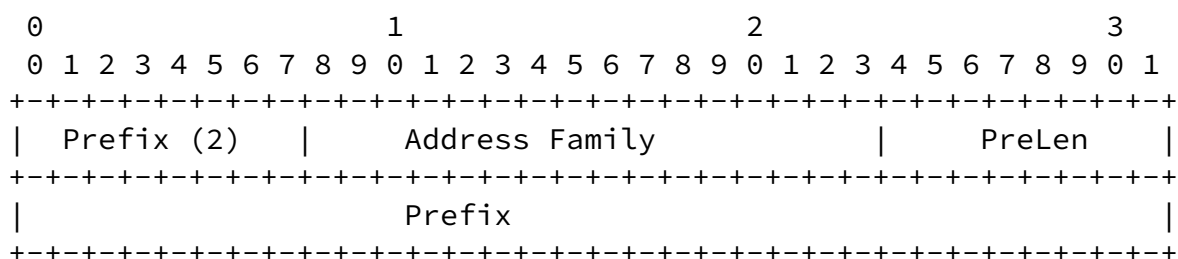 0                   1                   2                   3
 0 1 2 3 4 5 6 7 8 9 0 1 2 3 4 5 6 7 8 9 0 1 2 3 4 5 6 7 8 9 0 1
+-+-+-+-+-+-+-+-+-+-+-+-+-+-+-+-+-+-+-+-+-+-+-+-+-+-+-+-+-+-+-+-+
|  Prefix (2)   |     Address Family            |     PreLen    |
+-+-+-+-+-+-+-+-+-+-+-+-+-+-+-+-+-+-+-+-+-+-+-+-+-+-+-+-+-+-+-+-+
|                     Prefix                                    |
+-+-+-+-+-+-+-+-+-+-+-+-+-+-+-+-+-+-+-+-+-+-+-+-+-+-+-+-+-+-+-+-+